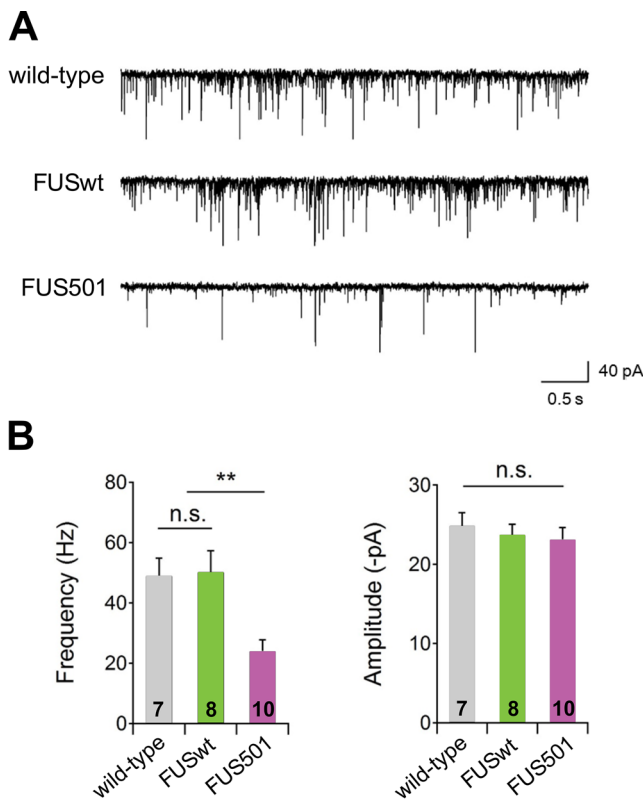 A
wild-type
FUSwt
FUS501
40 pA
0.5 s
B
80
60
40
20
0
Frequency (Hz)
**
n.s.
7
8
10
wild-type
FUSwt
FUS501
30
20
10
0
Amplitude (-pA)
n.s.
7
8
10
wild-type
FUSwt
FUS501